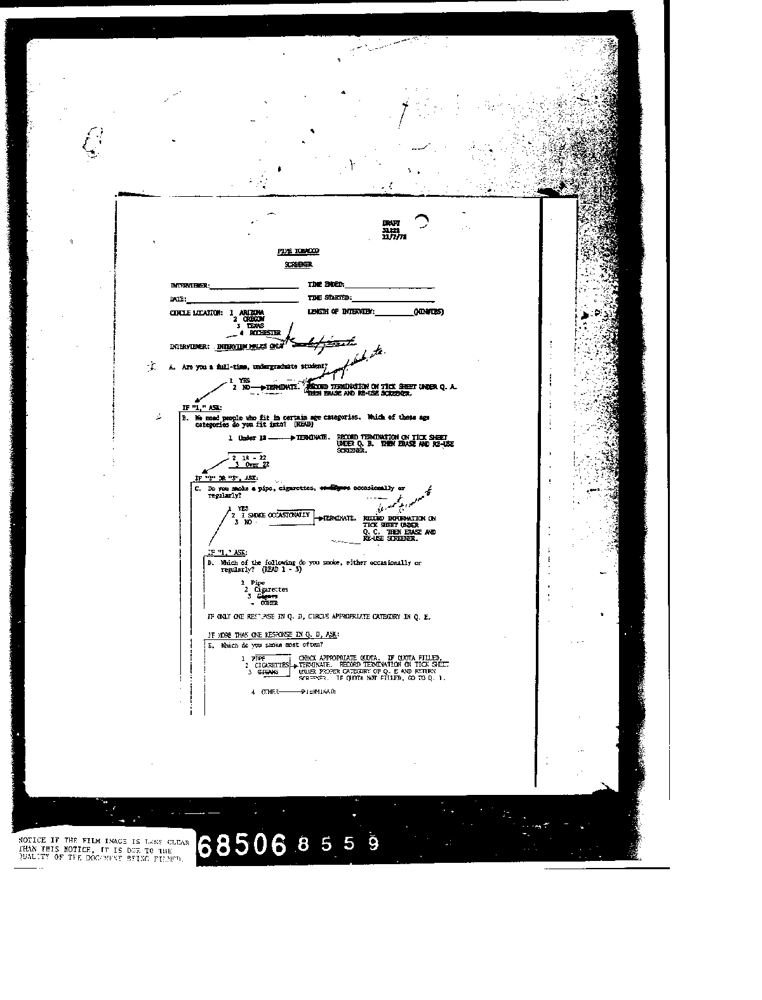 DRAFT
11/7/78
PIPE TOBACCO
SCREENER
INTERVIEWER: TIME ENDED:
DATE: TIME STARTED:
CIRCLE LOCATION: 1 ARIZONA LENGTH OF INTERVIEW: (MINUTES)
2 OREGON
3 TEXAS
4 ROCHESTER
INTERVIEWER: INTERVIEW MALES ONLY
A. Are you a full-time, undergraduate student?
1 YES
2 NO TERMINATE. RECORD TERMINATION ON TICK SHEET UNDER Q. A.
THEN ERASE AND RE-USE SCREENER.
IF "1," ASK:
B. We need people who fit in certain age categories. Which of these age
categories do you fit into? (READ)
1 Under 18 TERMINATE. RECORD TERMINATION ON TICK SHEET
UNDER Q. B. THEN ERASE AND RE-USE
SCREENER.
2 18 - 22
3 Over 22
IF "2" OR "3", ASK:
C. Do you smoke a pipe, cigarettes, or cigars occasionally or
regularly?
1 YES
2 I SMOKE OCCASIONALLY TERMINATE. RECORD INFORMATION ON
3 NO TICK SHEET UNDER
Q. C. THEN ERASE AND
RE-USE SCREENER.
IF "1," ASK:
D. Which of the following do you smoke, either occasionally or
regularly? (READ 1 - 3)
1 Pipe
2 Cigarettes
3 Cigars
- OTHER
IF ONLY ONE RESPONSE IN Q. D, CIRCLE APPROPRIATE CATEGORY IN Q. E.
IF MORE THAN ONE RESPONSE IN Q. D, ASK:
E. Which do you smoke most often?
1 PIPE CHECK APPROPRIATE QUOTA. IF QUOTA FILLED,
2 CIGARETTES TERMINATE. RECORD TERMINATION ON TICK SHEET
3 CIGARS UNDER PROPER CATEGORY OF Q. E AND RETURN
SCREENER. IF QUOTA NOT FILLED, GO TO Q. 1.
4 OTHER TERMINATE
NOTICE IF THE FILM IMAGE IS LESS CLEAR
THAN THIS NOTICE, IT IS DUE TO THE
QUALITY OF THE DOCUMENT BEING FILMED.
68506 8559